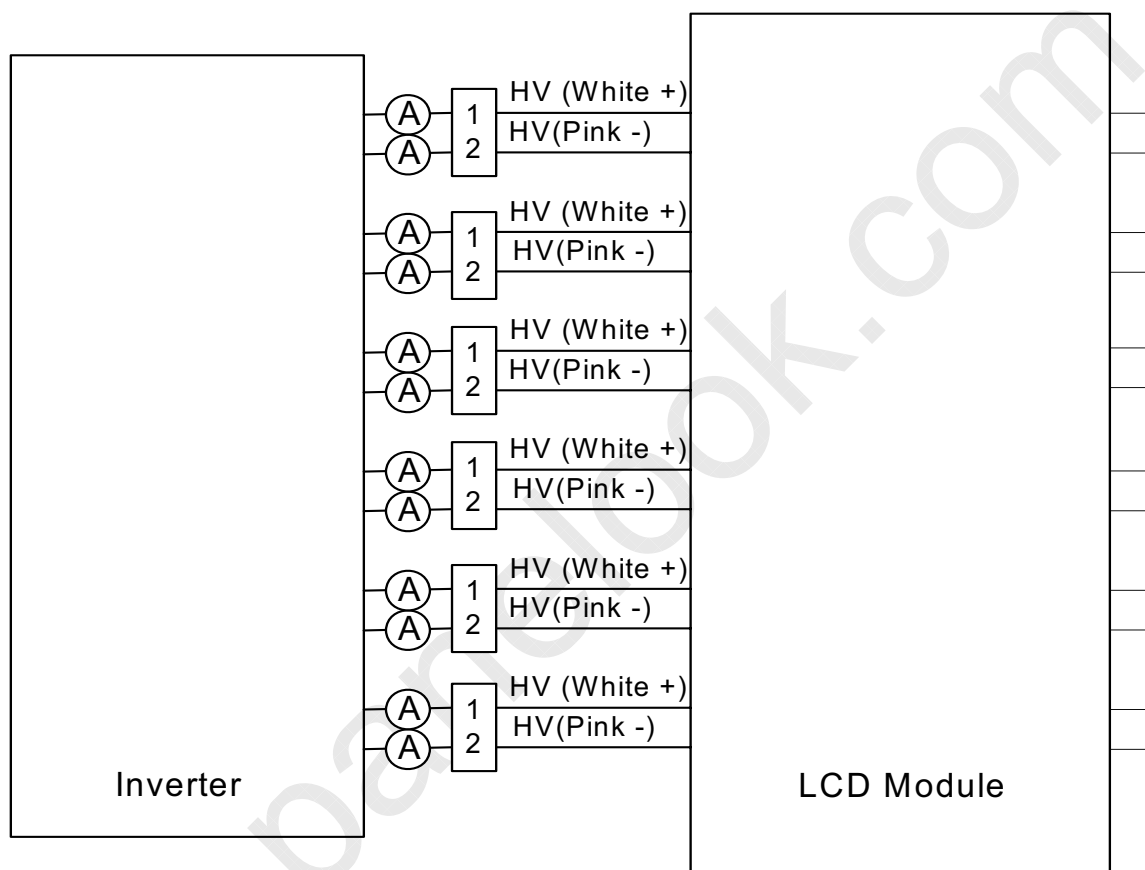 HV (White +)
A 1
HV(Pink -)
A 2
HV (White +)
A 1
HV(Pink -)
A 2
HV (White +)
A 1
HV(Pink -)
A 2
HV (White +)
A 1
HV(Pink -)
A 2
HV (White +)
A 1
HV(Pink -)
A 2
HV (White +)
A 1
HV(Pink -)
A 2
Inverter
LCD Module
panelook.com